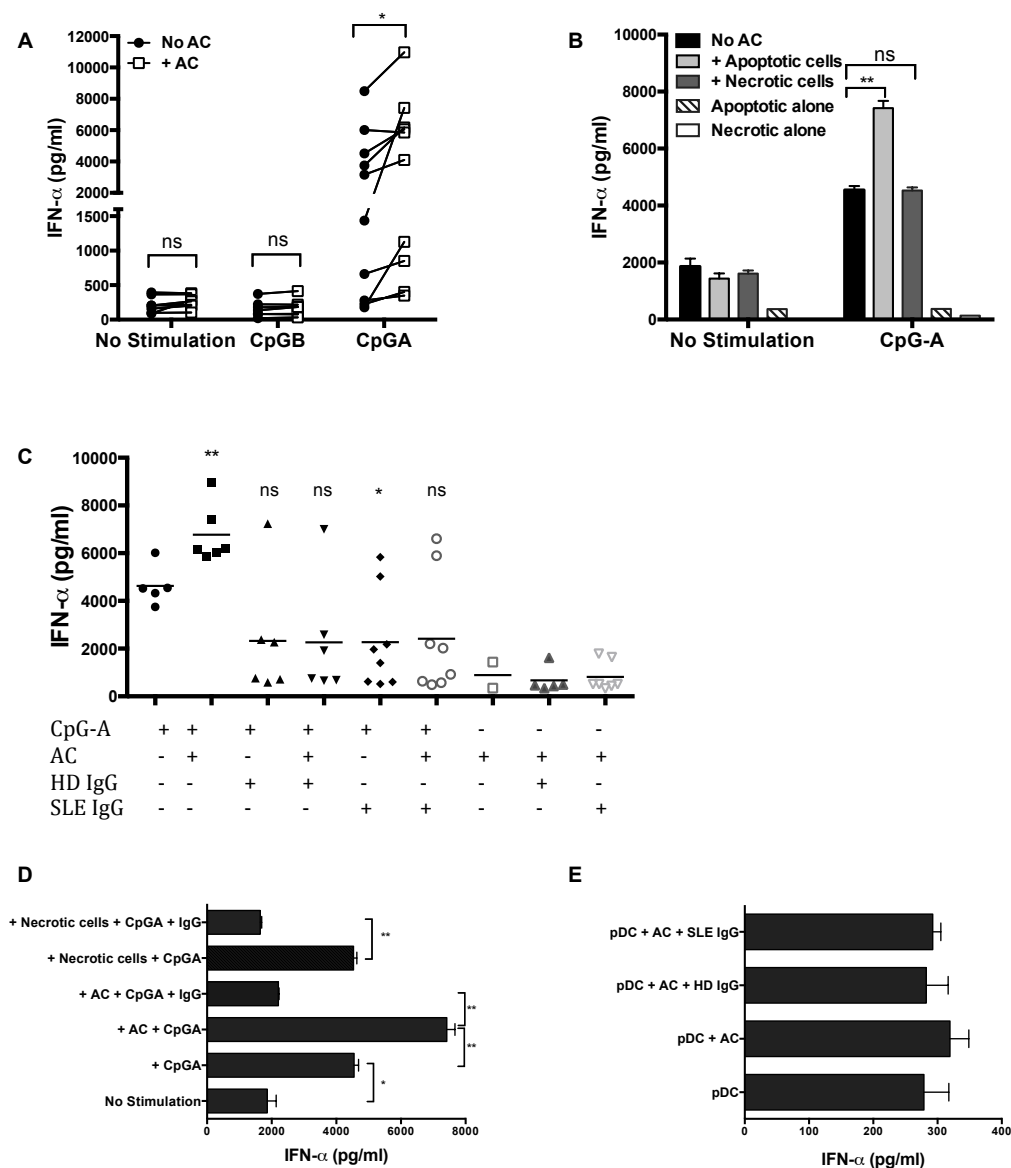 A
No AC
+ AC
*
ns
ns
IFN-α (pg/ml)
12000
10000
8000
6000
4000
2000
1500
1000
500
0
No Stimulation CpGB CpGA
B
No AC
+ Apoptotic cells
+ Necrotic cells
Apoptotic alone
Necrotic alone
ns
**
IFN-α (pg/ml)
10000
8000
6000
4000
2000
0
No Stimulation CpG-A
C
IFN-α (pg/ml)
10000
8000
6000
4000
2000
0
** ns ns * ns
CpG-A + + + + + + - - -
AC - + - + - + + + +
HD IgG - - + + - - - + -
SLE IgG - - - - + + - - +
D
+ Necrotic cells + CpGA + IgG
+ Necrotic cells + CpGA
+ AC + CpGA + IgG
+ AC + CpGA
+ CpGA
No Stimulation
**
**
**
*
0 2000 4000 6000 8000
IFN-α (pg/ml)
E
pDC + AC + SLE IgG
pDC + AC + HD IgG
pDC + AC
pDC
0 100 200 300 400
IFN-α (pg/ml)